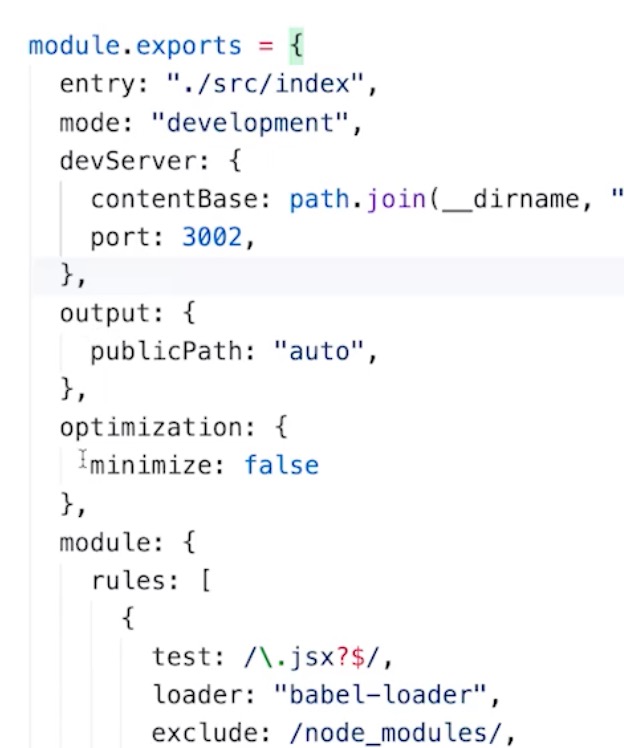 module.exports = {
entry: "./src/index",
mode: "development",
devServer: {
contentBase: path.join(__dirname, "
port: 3002,
},
output: {
publicPath: "auto",
},
optimization: {
minimize: false
},
module: {
rules: [
{
test: /\.jsx?$/,
loader: "babel-loader",
exclude: /node_modules/,